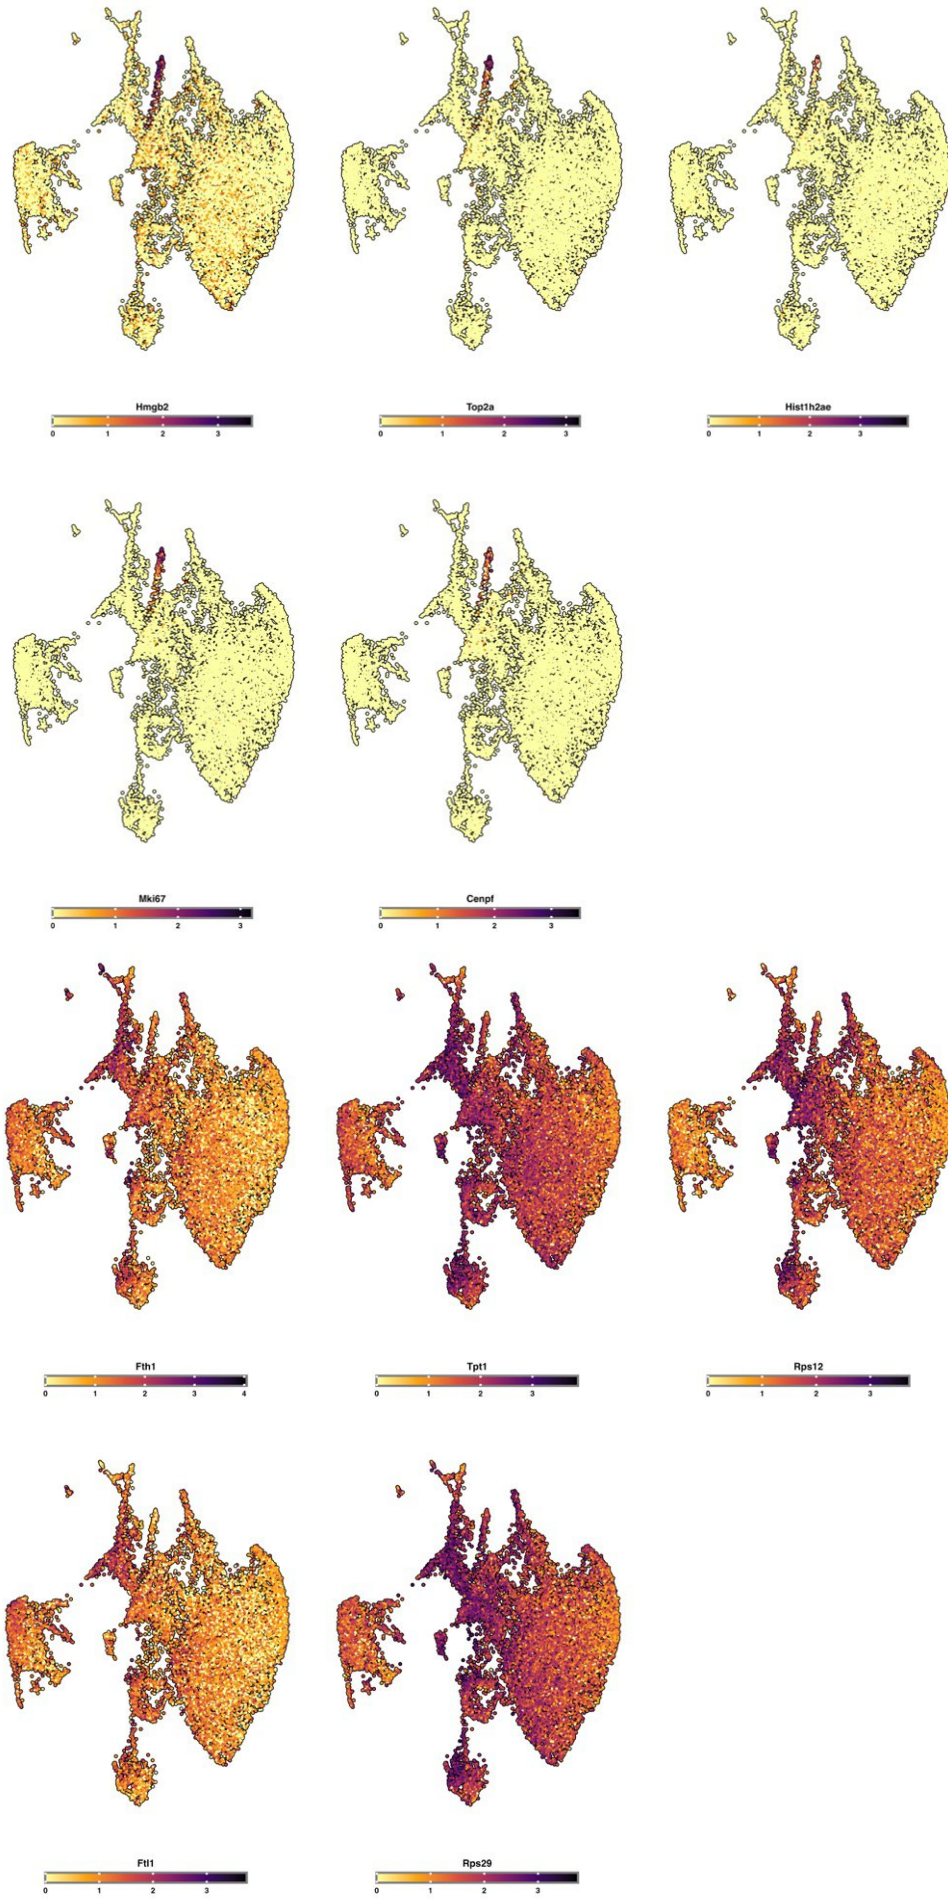 Hmgb2 Top2a Hist1h2ae
0 1 2 3 0 1 2 3 0 1 2 3
Mki67 Cenpf
0 1 2 3 0 1 2 3
Fth1 Tpt1 Rps12
0 1 2 3 4 0 1 2 3 0 1 2 3
Ftl1 Rps29
0 1 2 3 0 1 2 3